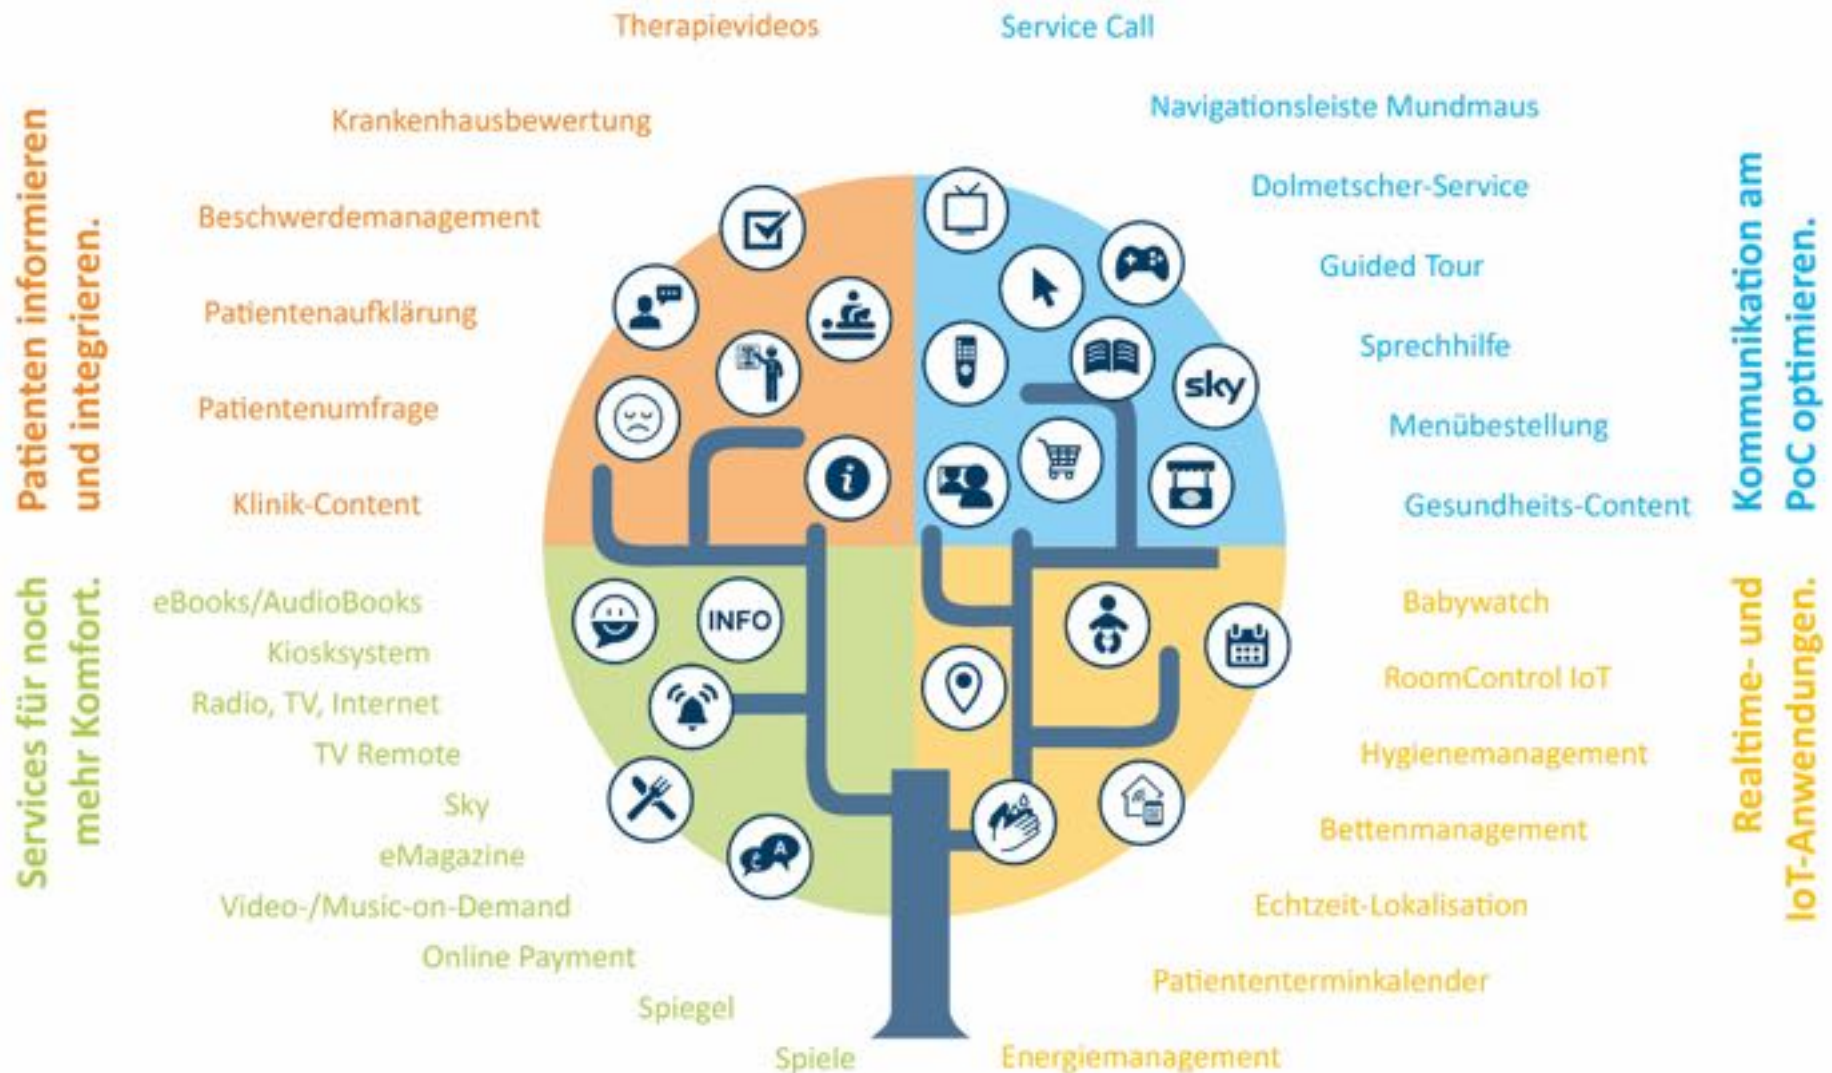 Therapievideos
Krankenhausbewertung
Beschwerdemanagement
Patientenaufklärung
Patientenumfrage
Klinik-Content
Patienten informieren
und integrieren.
Service Call
Navigationsleiste Mundmaus
Dolmetscher-Service
Guided Tour
Sprechhilfe
Menübestellung
Gesundheits-Content
Kommunikation am
PoC optimieren.
sky
INFO
A
Services für noch
mehr Komfort.
eBooks/AudioBooks
Kiosksystem
Radio, TV, Internet
TV Remote
Sky
eMagazine
Video-/Music-on-Demand
Online Payment
Spiegel
Spiele
Babywatch
RoomControl IoT
Hygienemanagement
Bettenmanagement
Echtzeit-Lokalisation
Patiententerminkalender
Energiemanagement
Realtime- und
IoT-Anwendungen.